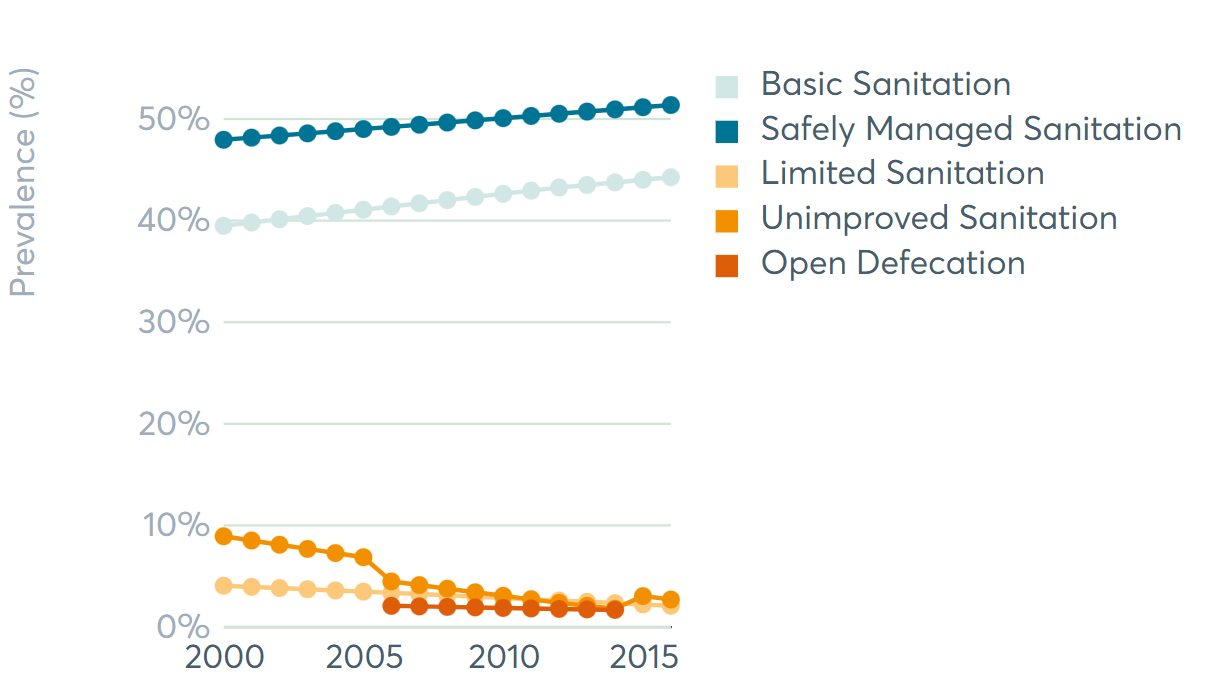 Prevalence (%)
50%
40%
30%
20%
10%
0%
2000 2005 2010 2015
Basic Sanitation
Safely Managed Sanitation
Limited Sanitation
Unimproved Sanitation
Open Defecation